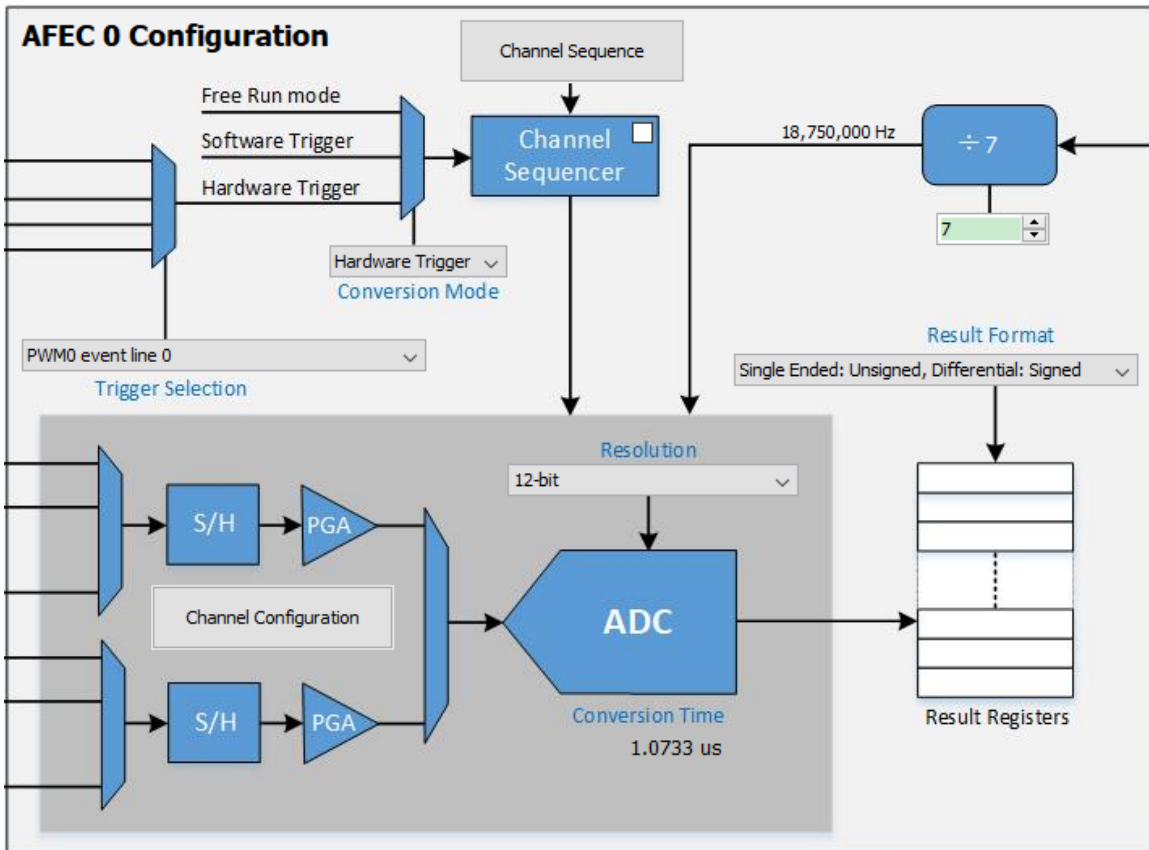 AFEC 0 Configuration
Channel Sequence
Free Run mode
Software Trigger
Hardware Trigger
Channel
Sequencer
18,750,000 Hz
÷ 7
7
Hardware Trigger
Conversion Mode
PWM0 event line 0
Trigger Selection
Result Format
Single Ended: Unsigned, Differential: Signed
Resolution
12-bit
S/H
PGA
Channel Configuration
ADC
S/H
PGA
Conversion Time
1.0733 us
Result Registers